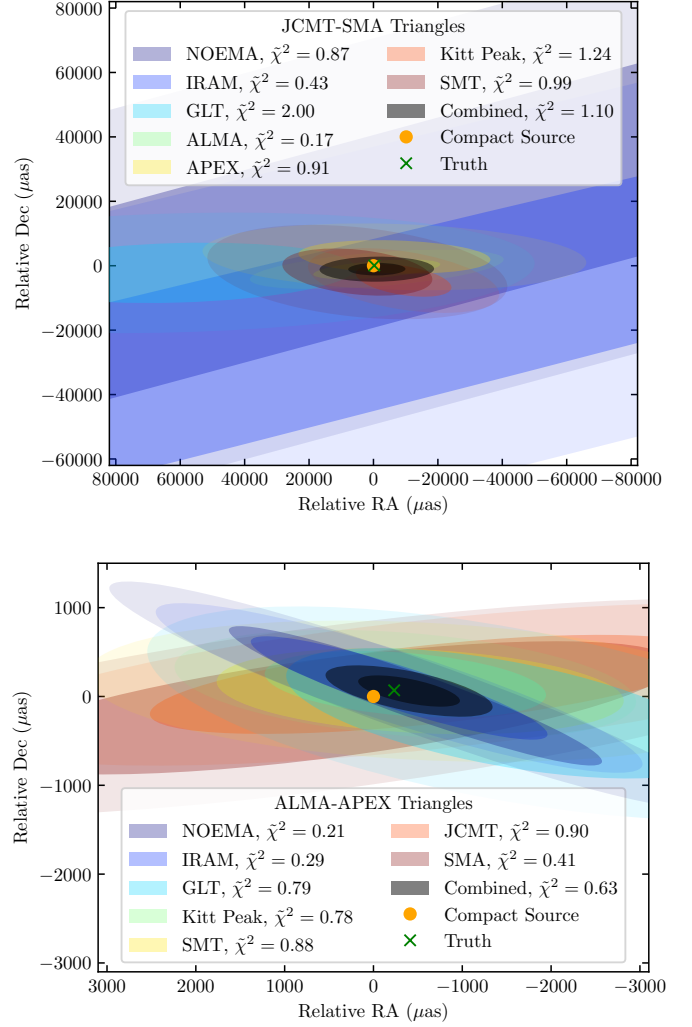 80000
60000
40000
20000
0
−20000
−40000
−60000
Relative Dec (μas)
JCMT-SMA Triangles
NOEMA, χ̃² = 0.87
IRAM, χ̃² = 0.43
GLT, χ̃² = 2.00
ALMA, χ̃² = 0.17
APEX, χ̃² = 0.91
Kitt Peak, χ̃² = 1.24
SMT, χ̃² = 0.99
Combined, χ̃² = 1.10
Compact Source
Truth
80000 60000 40000 20000 0 −20000 −40000 −60000 −80000
Relative RA (μas)
1000
0
−1000
−2000
−3000
Relative Dec (μas)
ALMA-APEX Triangles
NOEMA, χ̃² = 0.21
IRAM, χ̃² = 0.29
GLT, χ̃² = 0.79
Kitt Peak, χ̃² = 0.78
SMT, χ̃² = 0.88
JCMT, χ̃² = 0.90
SMA, χ̃² = 0.41
Combined, χ̃² = 0.63
Compact Source
Truth
3000 2000 1000 0 −1000 −2000 −3000
Relative RA (μas)